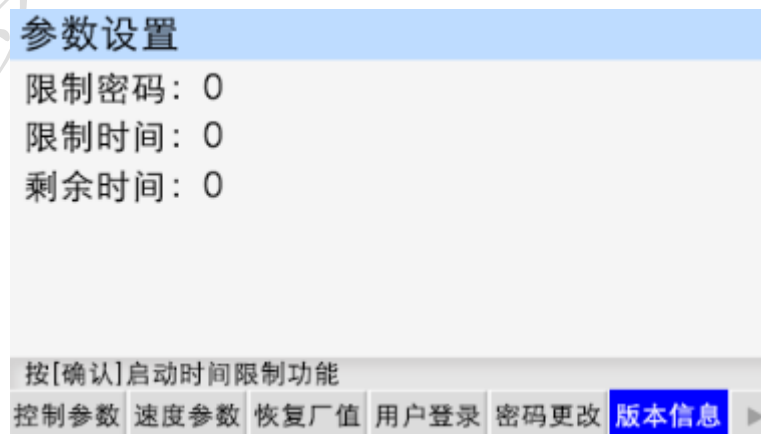 参数设置
限制密码：0
限制时间：0
剩余时间：0
按[确认]启动时间限制功能
控制参数 速度参数 恢复厂值 用户登录 密码更改 版本信息